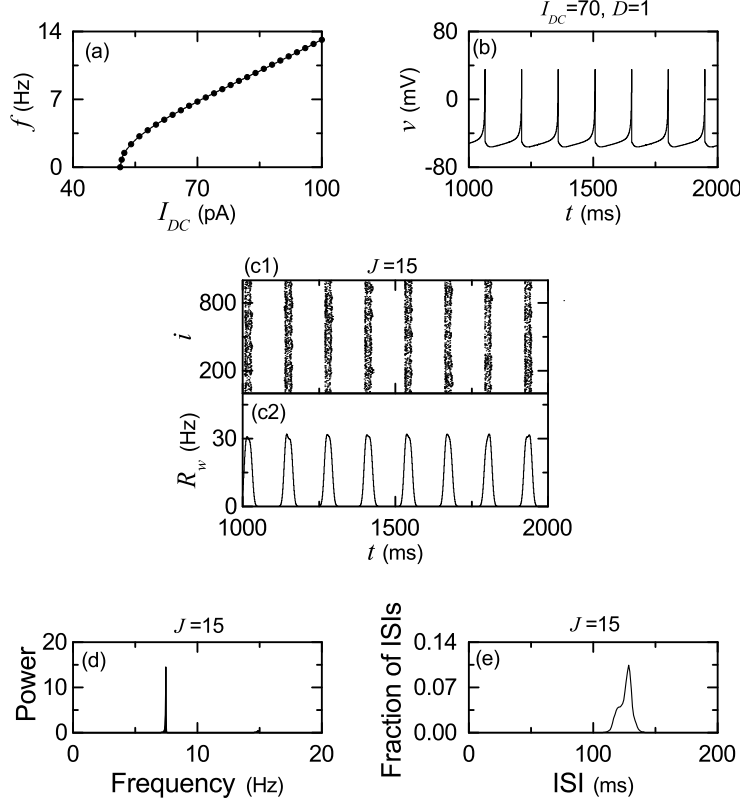 I_DC=70, D=1
(a)
f (Hz)
14
7
0
40
70
100
I_DC (pA)
(b)
v (mV)
80
0
-80
1000
1500
2000
t (ms)
(c1)
J=15
i
800
200
(c2)
R_w (Hz)
30
0
1000
1500
2000
t (ms)
J=15
(d)
Power
20
15
10
0
0
10
20
Frequency (Hz)
J=15
(e)
Fraction of ISIs
0.14
0.07
0.00
0
100
200
ISI (ms)